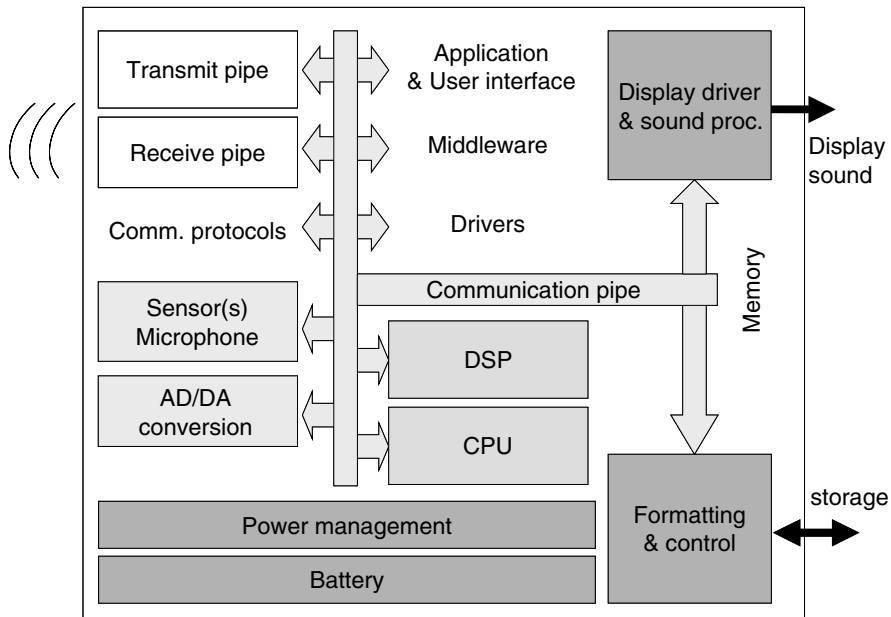 Transmit pipe
Receive pipe
Comm. protocols
Sensor(s)
Microphone
AD/DA
conversion
Application
& User interface
Middleware
Drivers
Communication pipe
DSP
CPU
Power management
Battery
Display driver
& sound proc.
Display
sound
Memory
Formatting
& control
storage